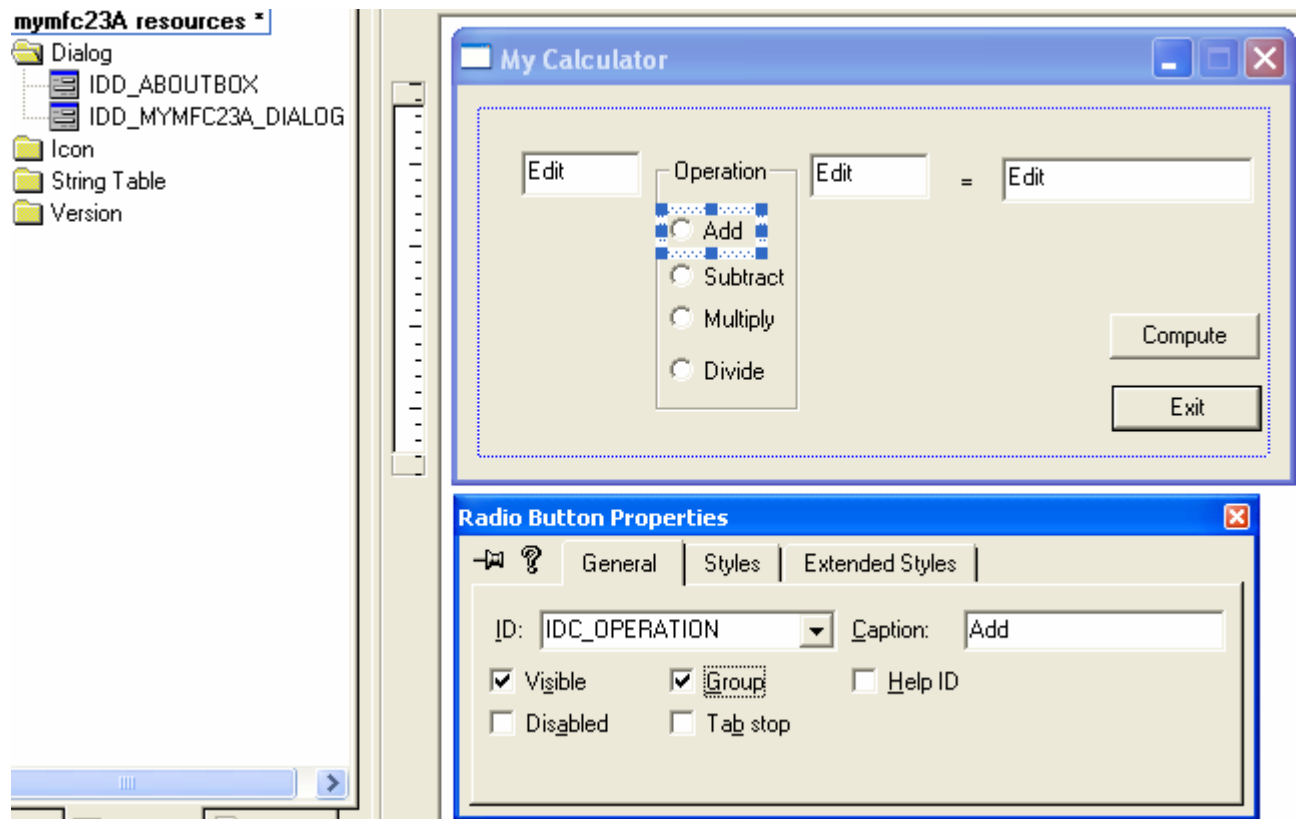 mymfc23A resources *
Dialog
IDD_ABOUTBOX
IDD_MYMFC23A_DIALOG
Icon
String Table
Version
My Calculator
Edit Operation Edit = Edit
Add
Subtract
Multiply
Divide
Compute
Exit
Radio Button Properties
General Styles Extended Styles
ID: IDC_OPERATION Caption: Add
Visible Group Help ID
Disabled Tab stop